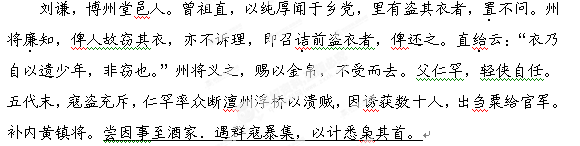 刘谦，博州堂邑人。曾祖直，以纯厚闻于乡党，里有盗其衣者，置不问。州
将廉知，俾人故窃其衣，亦不诉理，即召诘前盗衣者，俾还之。直绐云：“衣乃
自以遗少年，非窃也。”州将义之，赐以金帛，不受而去。父仁罕，轻侠自任。
五代末，寇盗充斥，仁罕率众断澶州浮桥以溃贼，因诱获数十人，出刍粟给官军。
补内黄镇将。尝因事至酒家．遇群寇暴集，以计悉枭其首。